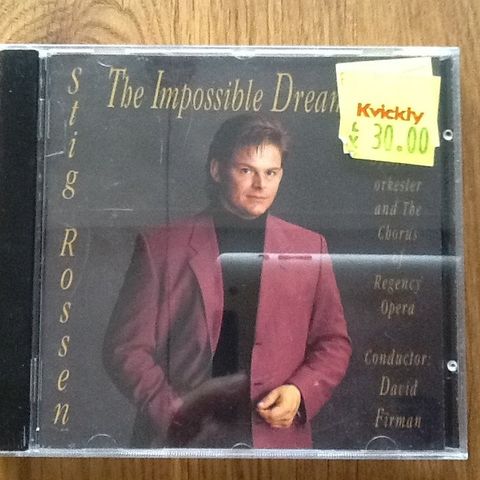 Stig Rossen
The Impossible Dream
Kvickly
30.00
orkester
and The
Chorus
of
Regency
Opera
Conductor:
David
Firman